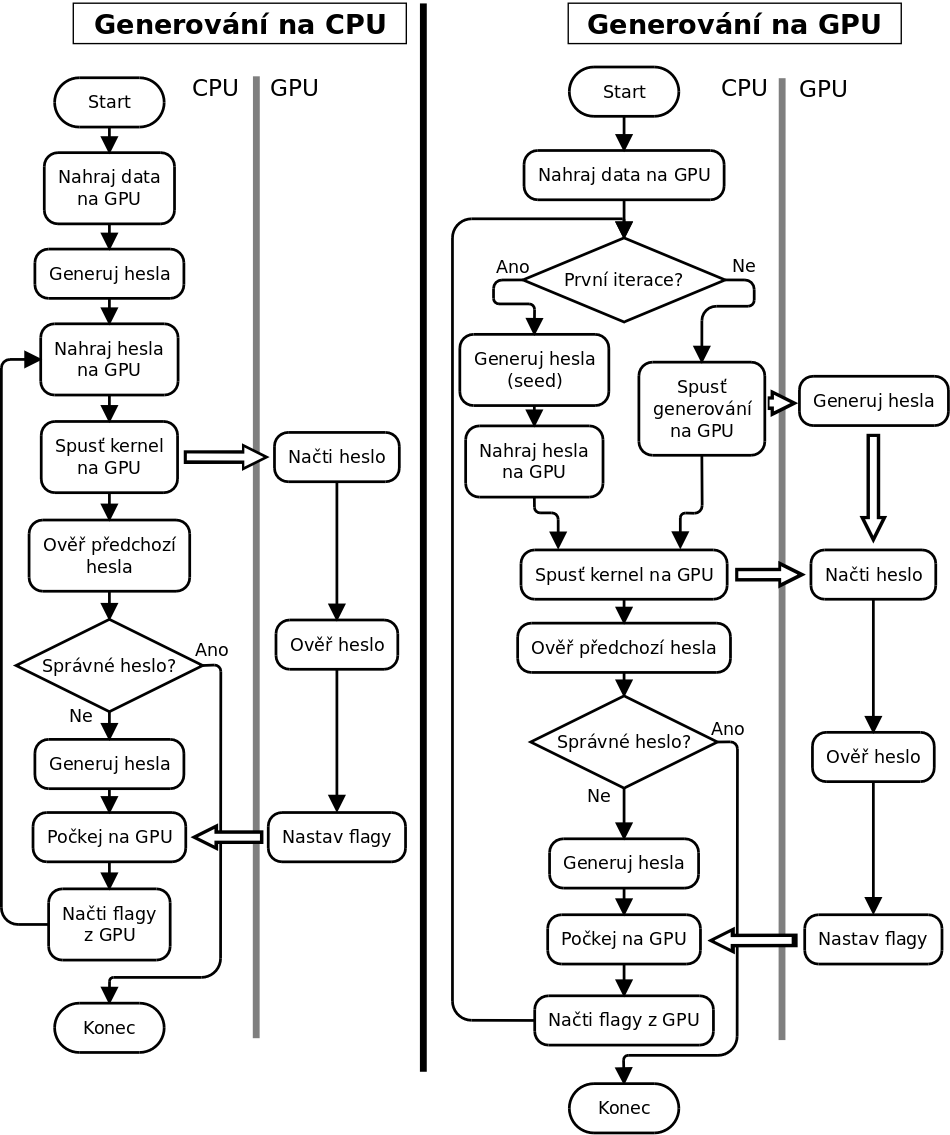 Generování na CPU
CPU
GPU
Start
Nahraj data
na GPU
Generuj hesla
Nahraj hesla
na GPU
Spusť kernel
na GPU
Načti heslo
Ověř předchozí
hesla
Ověř heslo
Správné heslo?
Ano
Ne
Generuj hesla
Počkej na GPU
Nastav flagy
Načti flagy
z GPU
Konec
Generování na GPU
CPU
GPU
Start
Nahraj data na GPU
První iterace?
Ano
Ne
Generuj hesla
(seed)
Nahraj hesla
na GPU
Spusť
generování
na GPU
Generuj hesla
Spusť kernel na GPU
Načti heslo
Ověř předchozí hesla
Správné heslo?
Ano
Ne
Ověř heslo
Generuj hesla
Počkej na GPU
Nastav flagy
Načti flagy z GPU
Konec